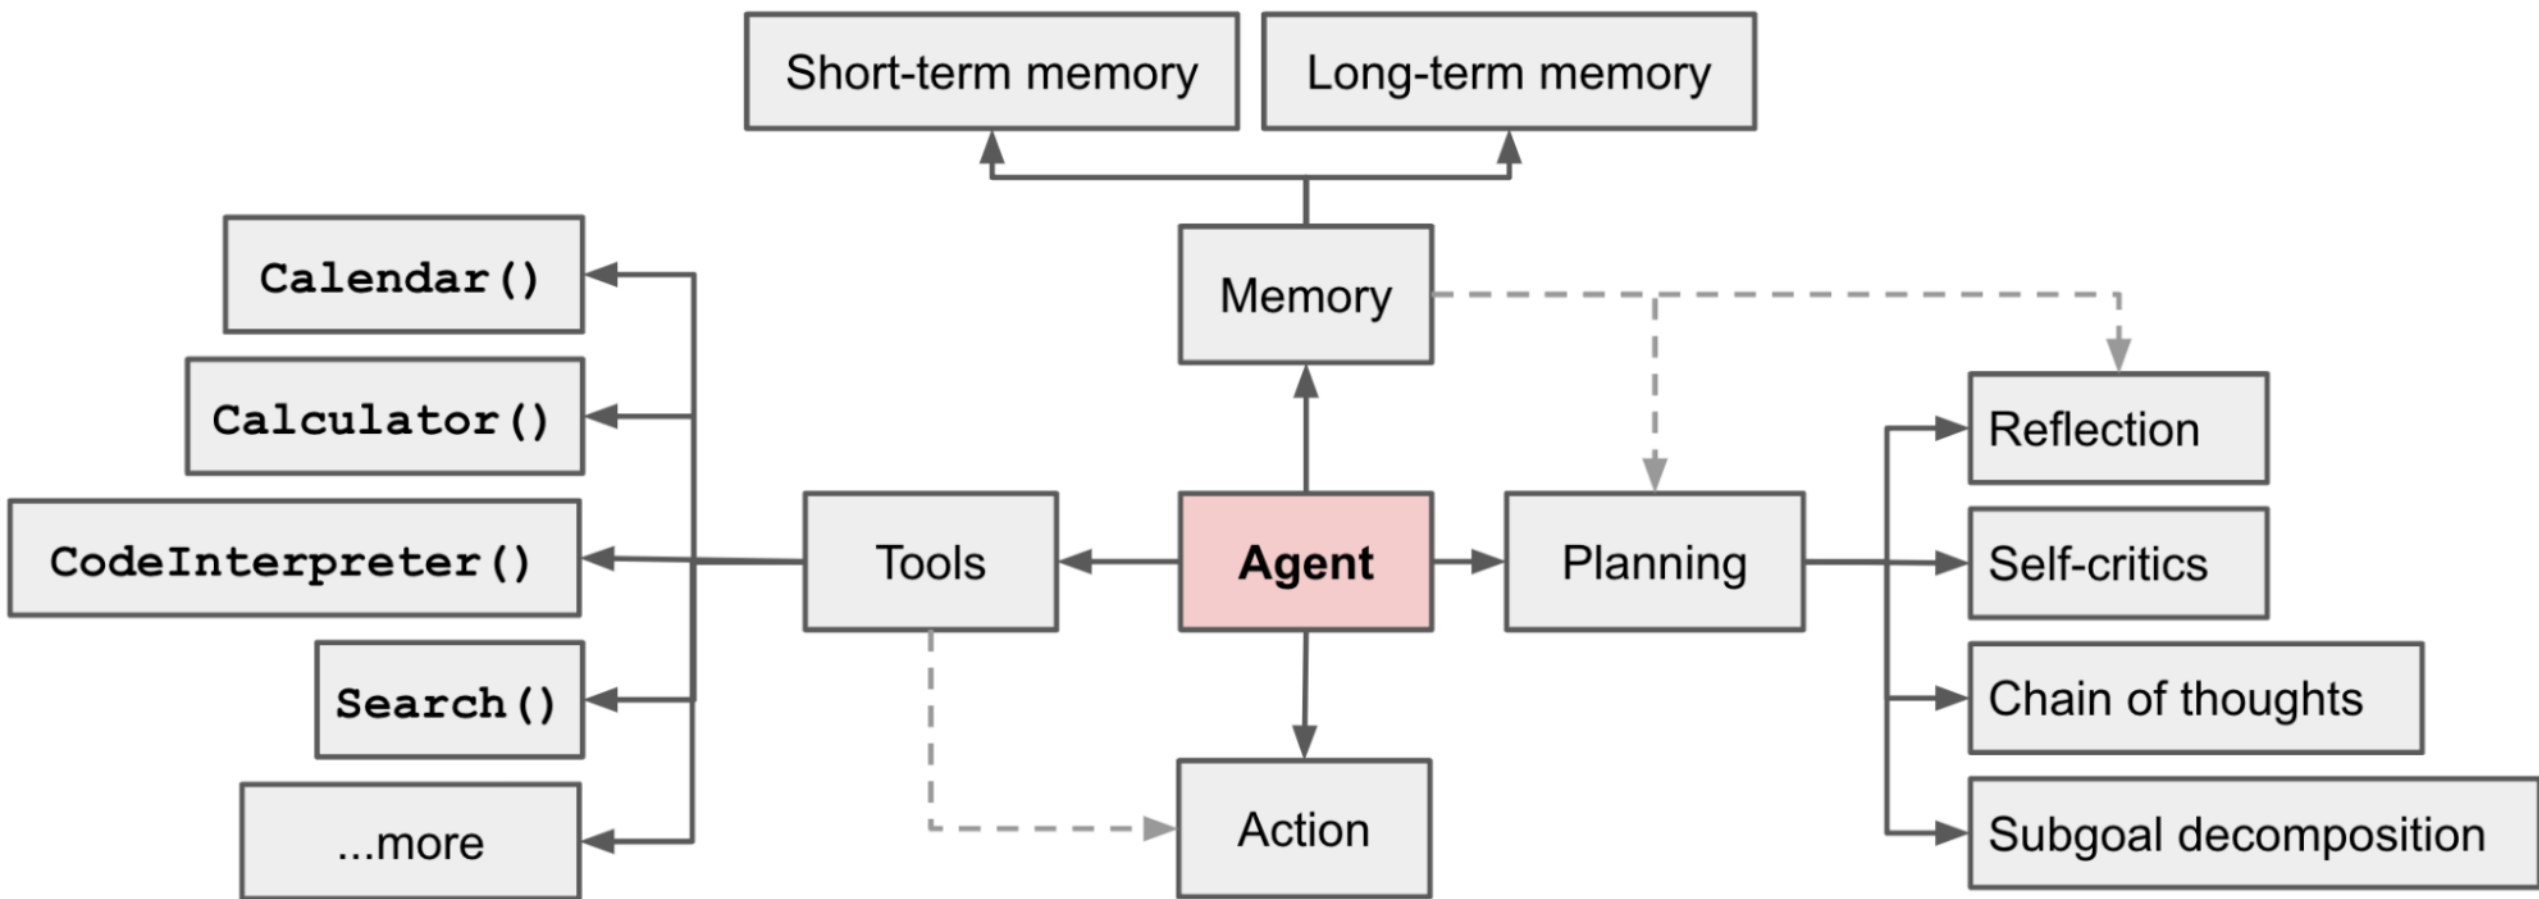 Short-term memory
Long-term memory
Calendar()
Memory
Calculator()
Reflection
CodeInterpreter()
Tools
Agent
Planning
Self-critics
Search()
Chain of thoughts
...more
Action
Subgoal decomposition